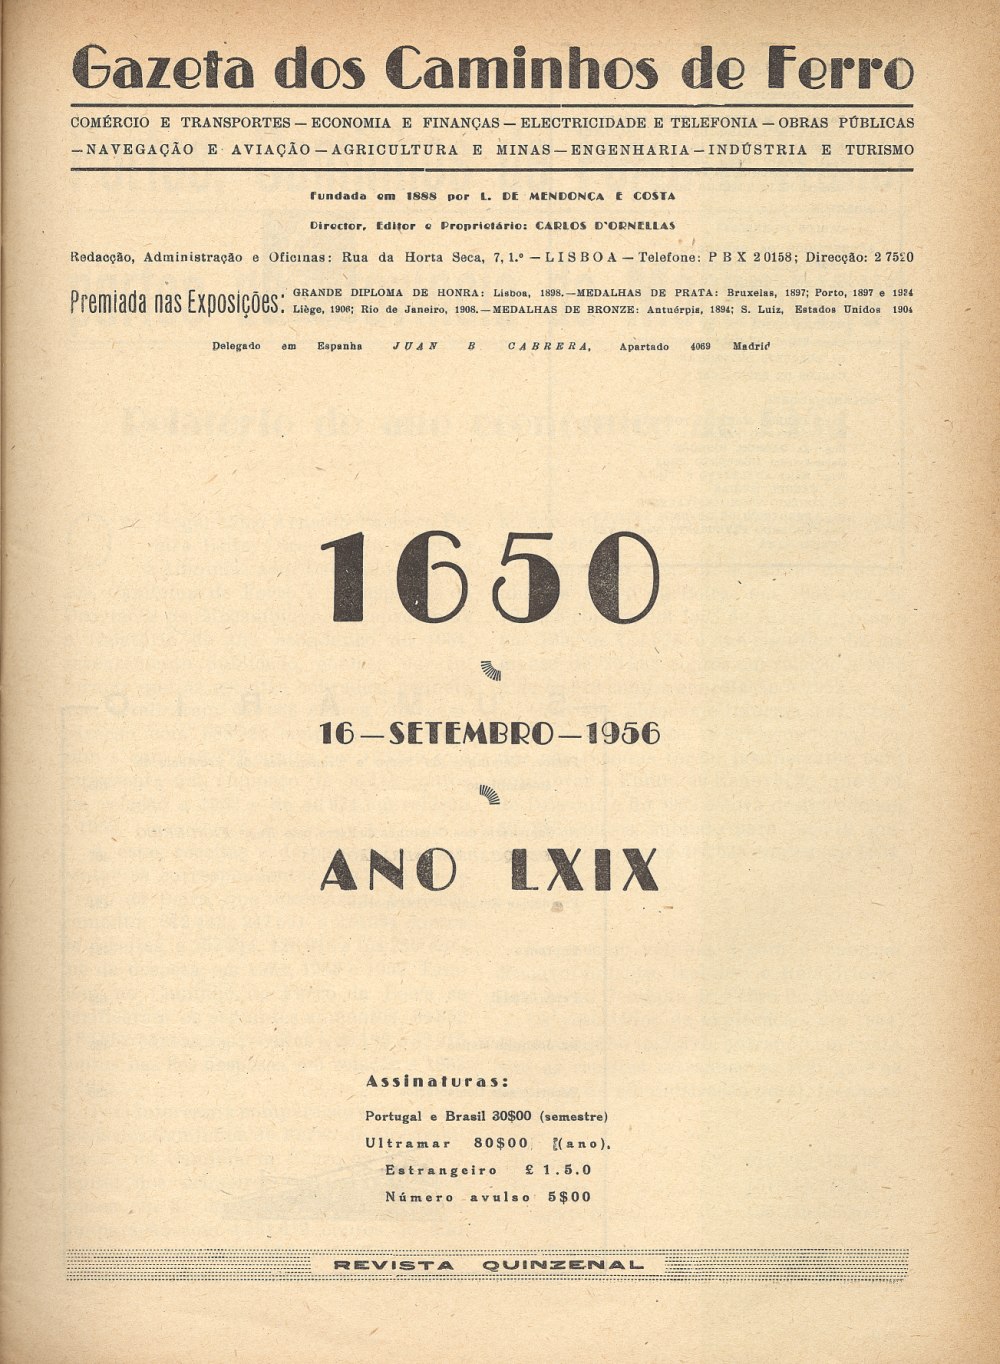 Gazeta dos Caminhos de Ferro
COMÉRCIO E TRANSPORTES — ECONOMIA E FINANÇAS — ELECTRICIDADE E TELEFONIA — OBRAS PÚBLICAS
— NAVEGAÇÃO E AVIAÇÃO — AGRICULTURA E MINAS — ENGENHARIA — INDÚSTRIA E TURISMO
Fundada em 1888 por L. DE MENDONÇA E COSTA
Director, Editor e Proprietário: CARLOS D'ORNELLAS
Redacção, Administração e Oficinas: Rua da Horta Seca, 7, 1.º — LISBOA — Telefone: PBX 20158; Direcção: 27520
Premiada nas Exposições:
GRANDE DIPLOMA DE HONRA: Lisboa, 1898. — MEDALHAS DE PRATA: Bruxelas, 1897; Porto, 1897 e 1934
Liège, 1906; Rio de Janeiro, 1908. — MEDALHAS DE BRONZE: Antuérpia, 1894; S. Luiz, Estados Unidos 1904
Delegado em Espanha JUAN B CABRERA, Apartado 4069 Madrid
1650
16 — SETEMBRO — 1956
ANO LXIX
Assinaturas:
Portugal e Brasil 30$00 (semestre)
Ultramar 80$00 (ano).
Estrangeiro £ 1.5.0
Número avulso 5$00
REVISTA QUINZENAL